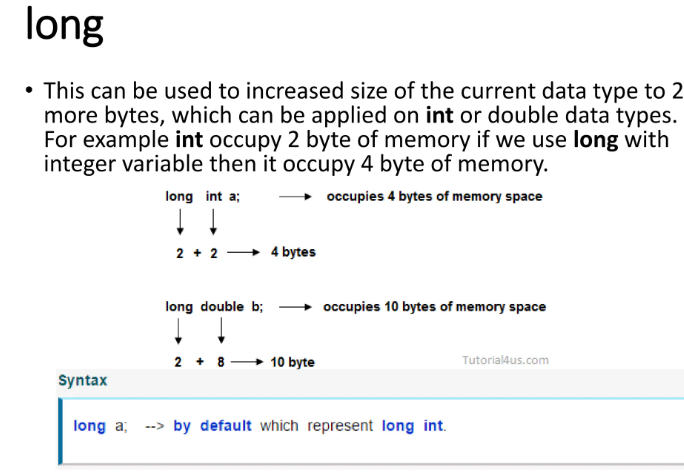 long
• This can be used to increased size of the current data type to 2
more bytes, which can be applied on int or double data types.
For example int occupy 2 byte of memory if we use long with
integer variable then it occupy 4 byte of memory.
long int a; occupies 4 bytes of memory space
2 + 2 4 bytes
long double b; occupies 10 bytes of memory space
2 + 8 10 byte
Tutorial4us.com
Syntax
long a; --> by default which represent long int.